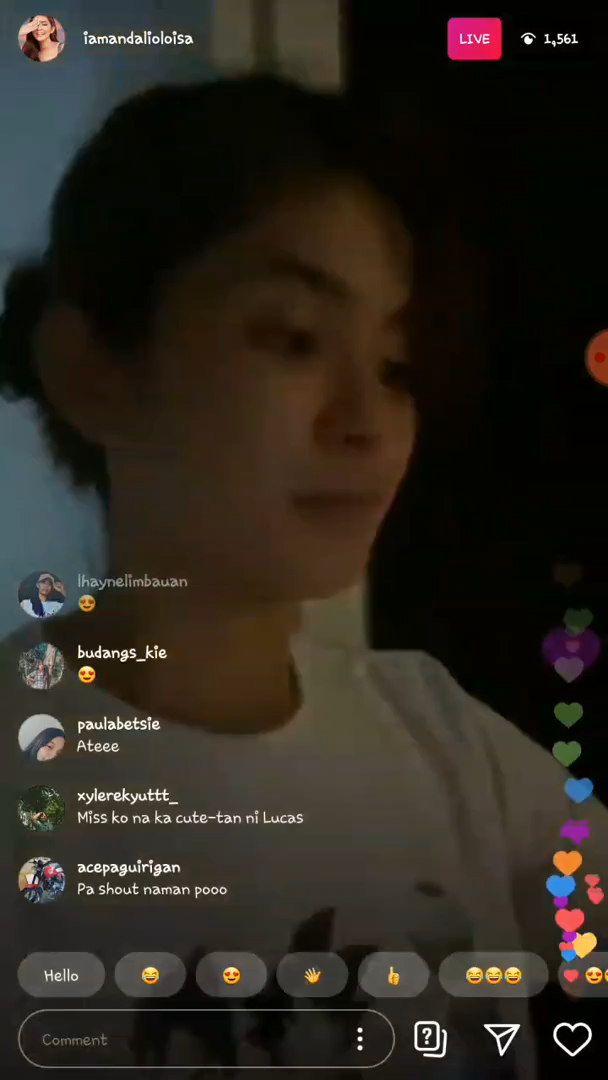 iamandalioloisa
LIVE
1,561
lhaynelimbauan
😍
budangs_kie
😍
paulabetsie
Ateee
xylerekyuttt_
Miss ko na ka cute-tan ni Lucas
acepaguirigan
Pa shout naman pooo
Hello 😂 😍 👋 👍 😂😂😂
Comment